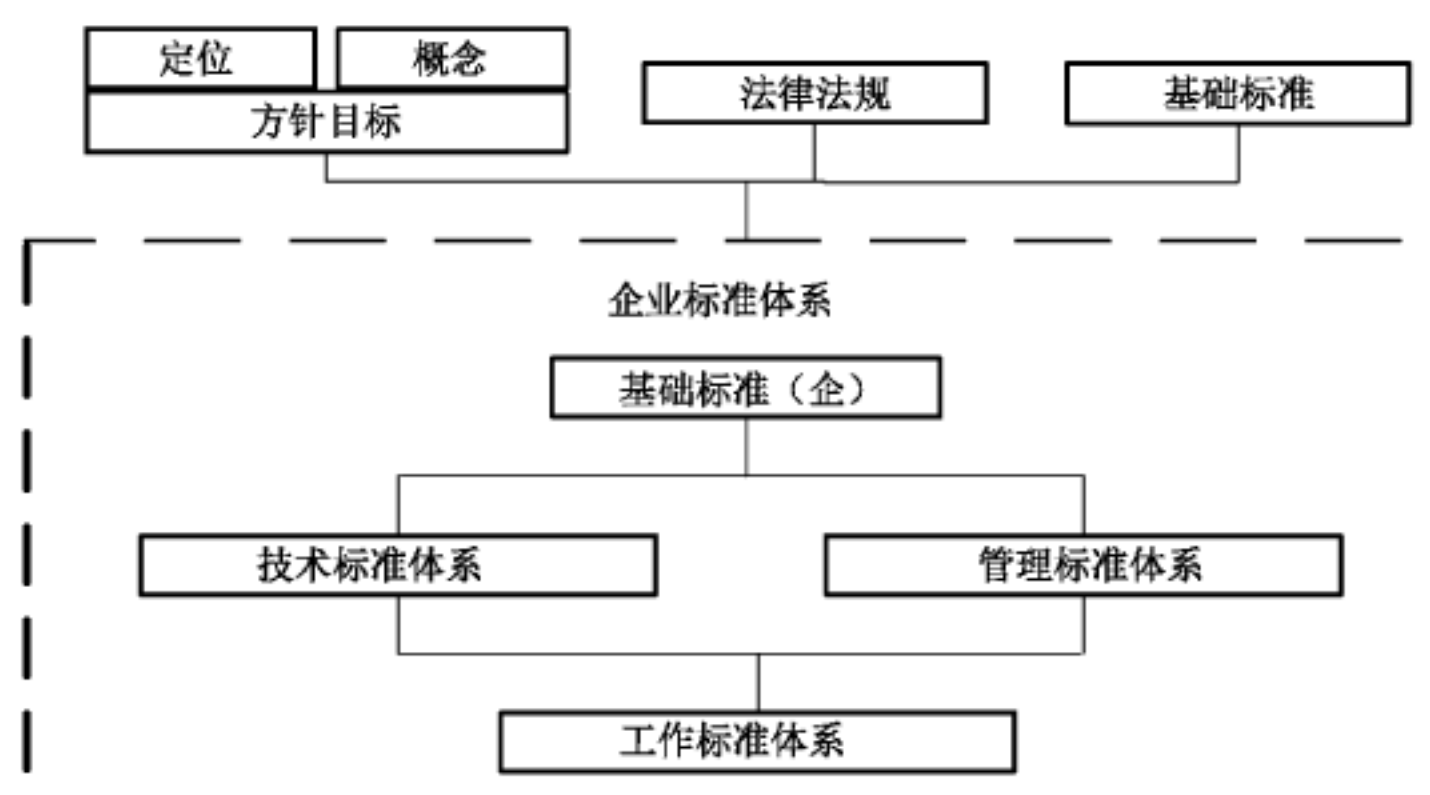 定位
概念
方针目标
法律法规
基础标准
企业标准体系
基础标准（企）
技术标准体系
管理标准体系
工作标准体系